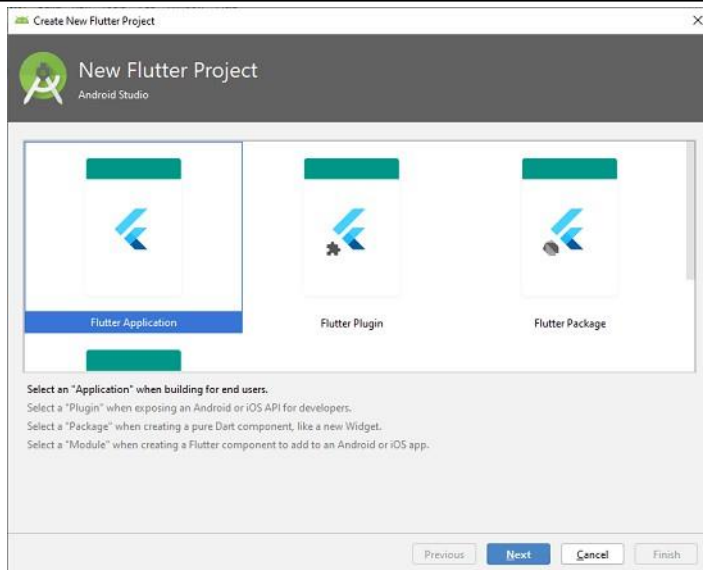 Create New Flutter Project
New Flutter Project
Android Studio
Flutter Application
Flutter Plugin
Flutter Package
Select an "Application" when building for end users.
Select a "Plugin" when exposing an Android or iOS API for developers.
Select a "Package" when creating a pure Dart component, like a new Widget.
Select a "Module" when creating a Flutter component to add to an Android or iOS app.
Previous Next Cancel Finish